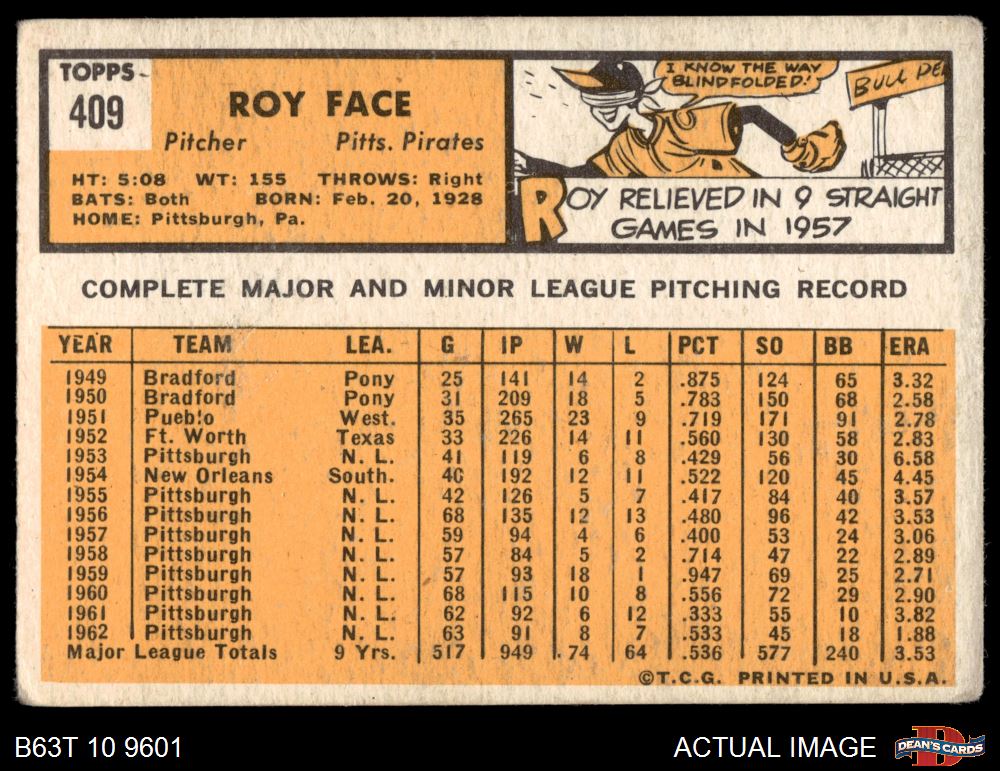 TOPPS
409
ROY FACE
Pitcher Pitts. Pirates
HT: 5:08 WT: 155 THROWS: Right
BATS: Both BORN: Feb. 20, 1928
HOME: Pittsburgh, Pa.
I KNOW THE WAY
BLINDFOLDED!
BULL PE
ROY RELIEVED IN 9 STRAIGHT
GAMES IN 1957
COMPLETE MAJOR AND MINOR LEAGUE PITCHING RECORD
YEAR TEAM LEA. G IP W L PCT SO BB ERA
1949 Bradford Pony 25 141 14 2 .875 124 65 3.32
1950 Bradford Pony 31 209 18 5 .783 150 68 2.58
1951 Pueblo West. 35 265 23 9 .719 171 91 2.78
1952 Ft. Worth Texas 33 226 14 11 .560 130 58 2.83
1953 Pittsburgh N. L. 41 119 6 8 .429 56 30 6.58
1954 New Orleans South. 40 192 12 11 .522 120 45 4.45
1955 Pittsburgh N. L. 42 126 5 7 .417 84 40 3.57
1956 Pittsburgh N. L. 68 135 12 13 .480 96 42 3.53
1957 Pittsburgh N. L. 59 94 4 6 .400 53 24 3.06
1958 Pittsburgh N. L. 57 84 5 2 .714 47 22 2.89
1959 Pittsburgh N. L. 57 93 18 1 .947 69 25 2.71
1960 Pittsburgh N. L. 68 115 10 8 .556 72 29 2.90
1961 Pittsburgh N. L. 62 92 6 12 .333 55 10 3.82
1962 Pittsburgh N. L. 63 91 8 7 .533 45 18 1.88
Major League Totals 9 Yrs. 517 949 74 64 .536 577 240 3.53
©T.C.G. PRINTED IN U.S.A.
B63T 10 9601
ACTUAL IMAGE
D
DEAN'S CARDS